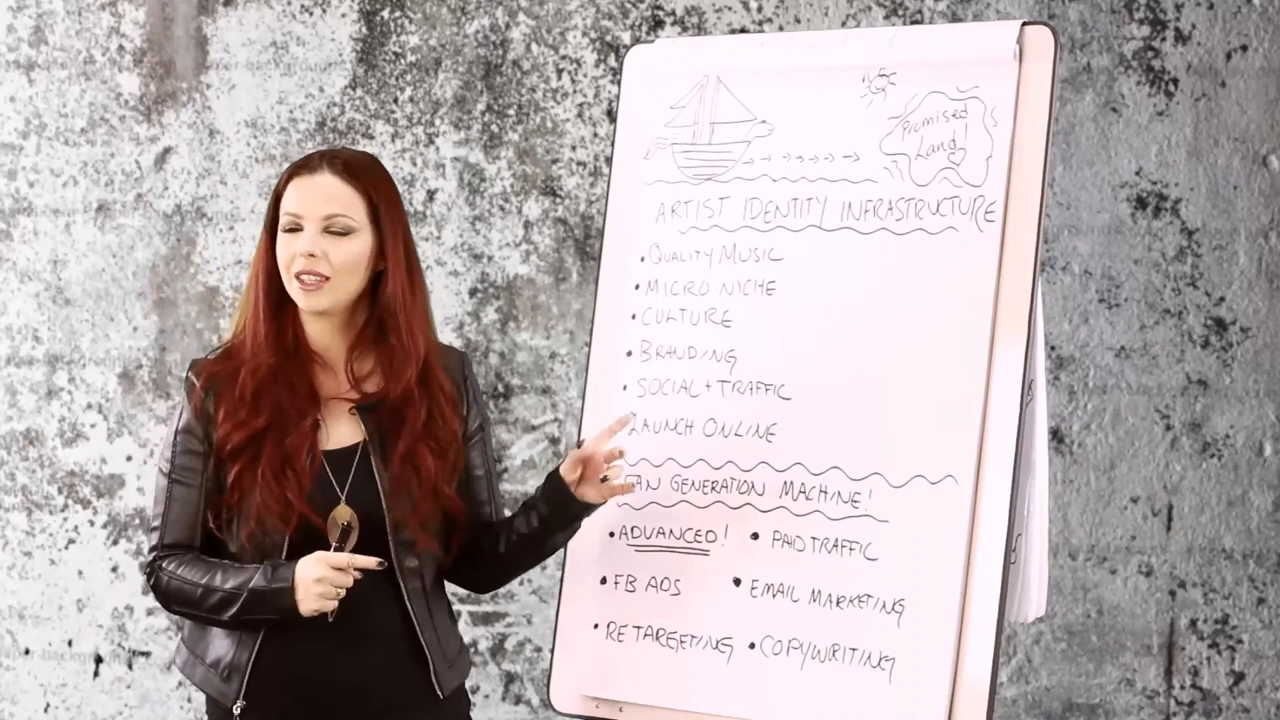 Promised
Land!
ARTIST IDENTITY INFRASTRUCTURE
• QUALITY MUSIC
• MICRO NICHE
• CULTURE
• BRANDING
• SOCIAL + TRAFFIC
LAUNCH ONLINE
FAN GENERATION MACHINE!
• ADVANCED! • PAID TRAFFIC
• FB ADS • EMAIL MARKETING
• RETARGETING • COPYWRITING